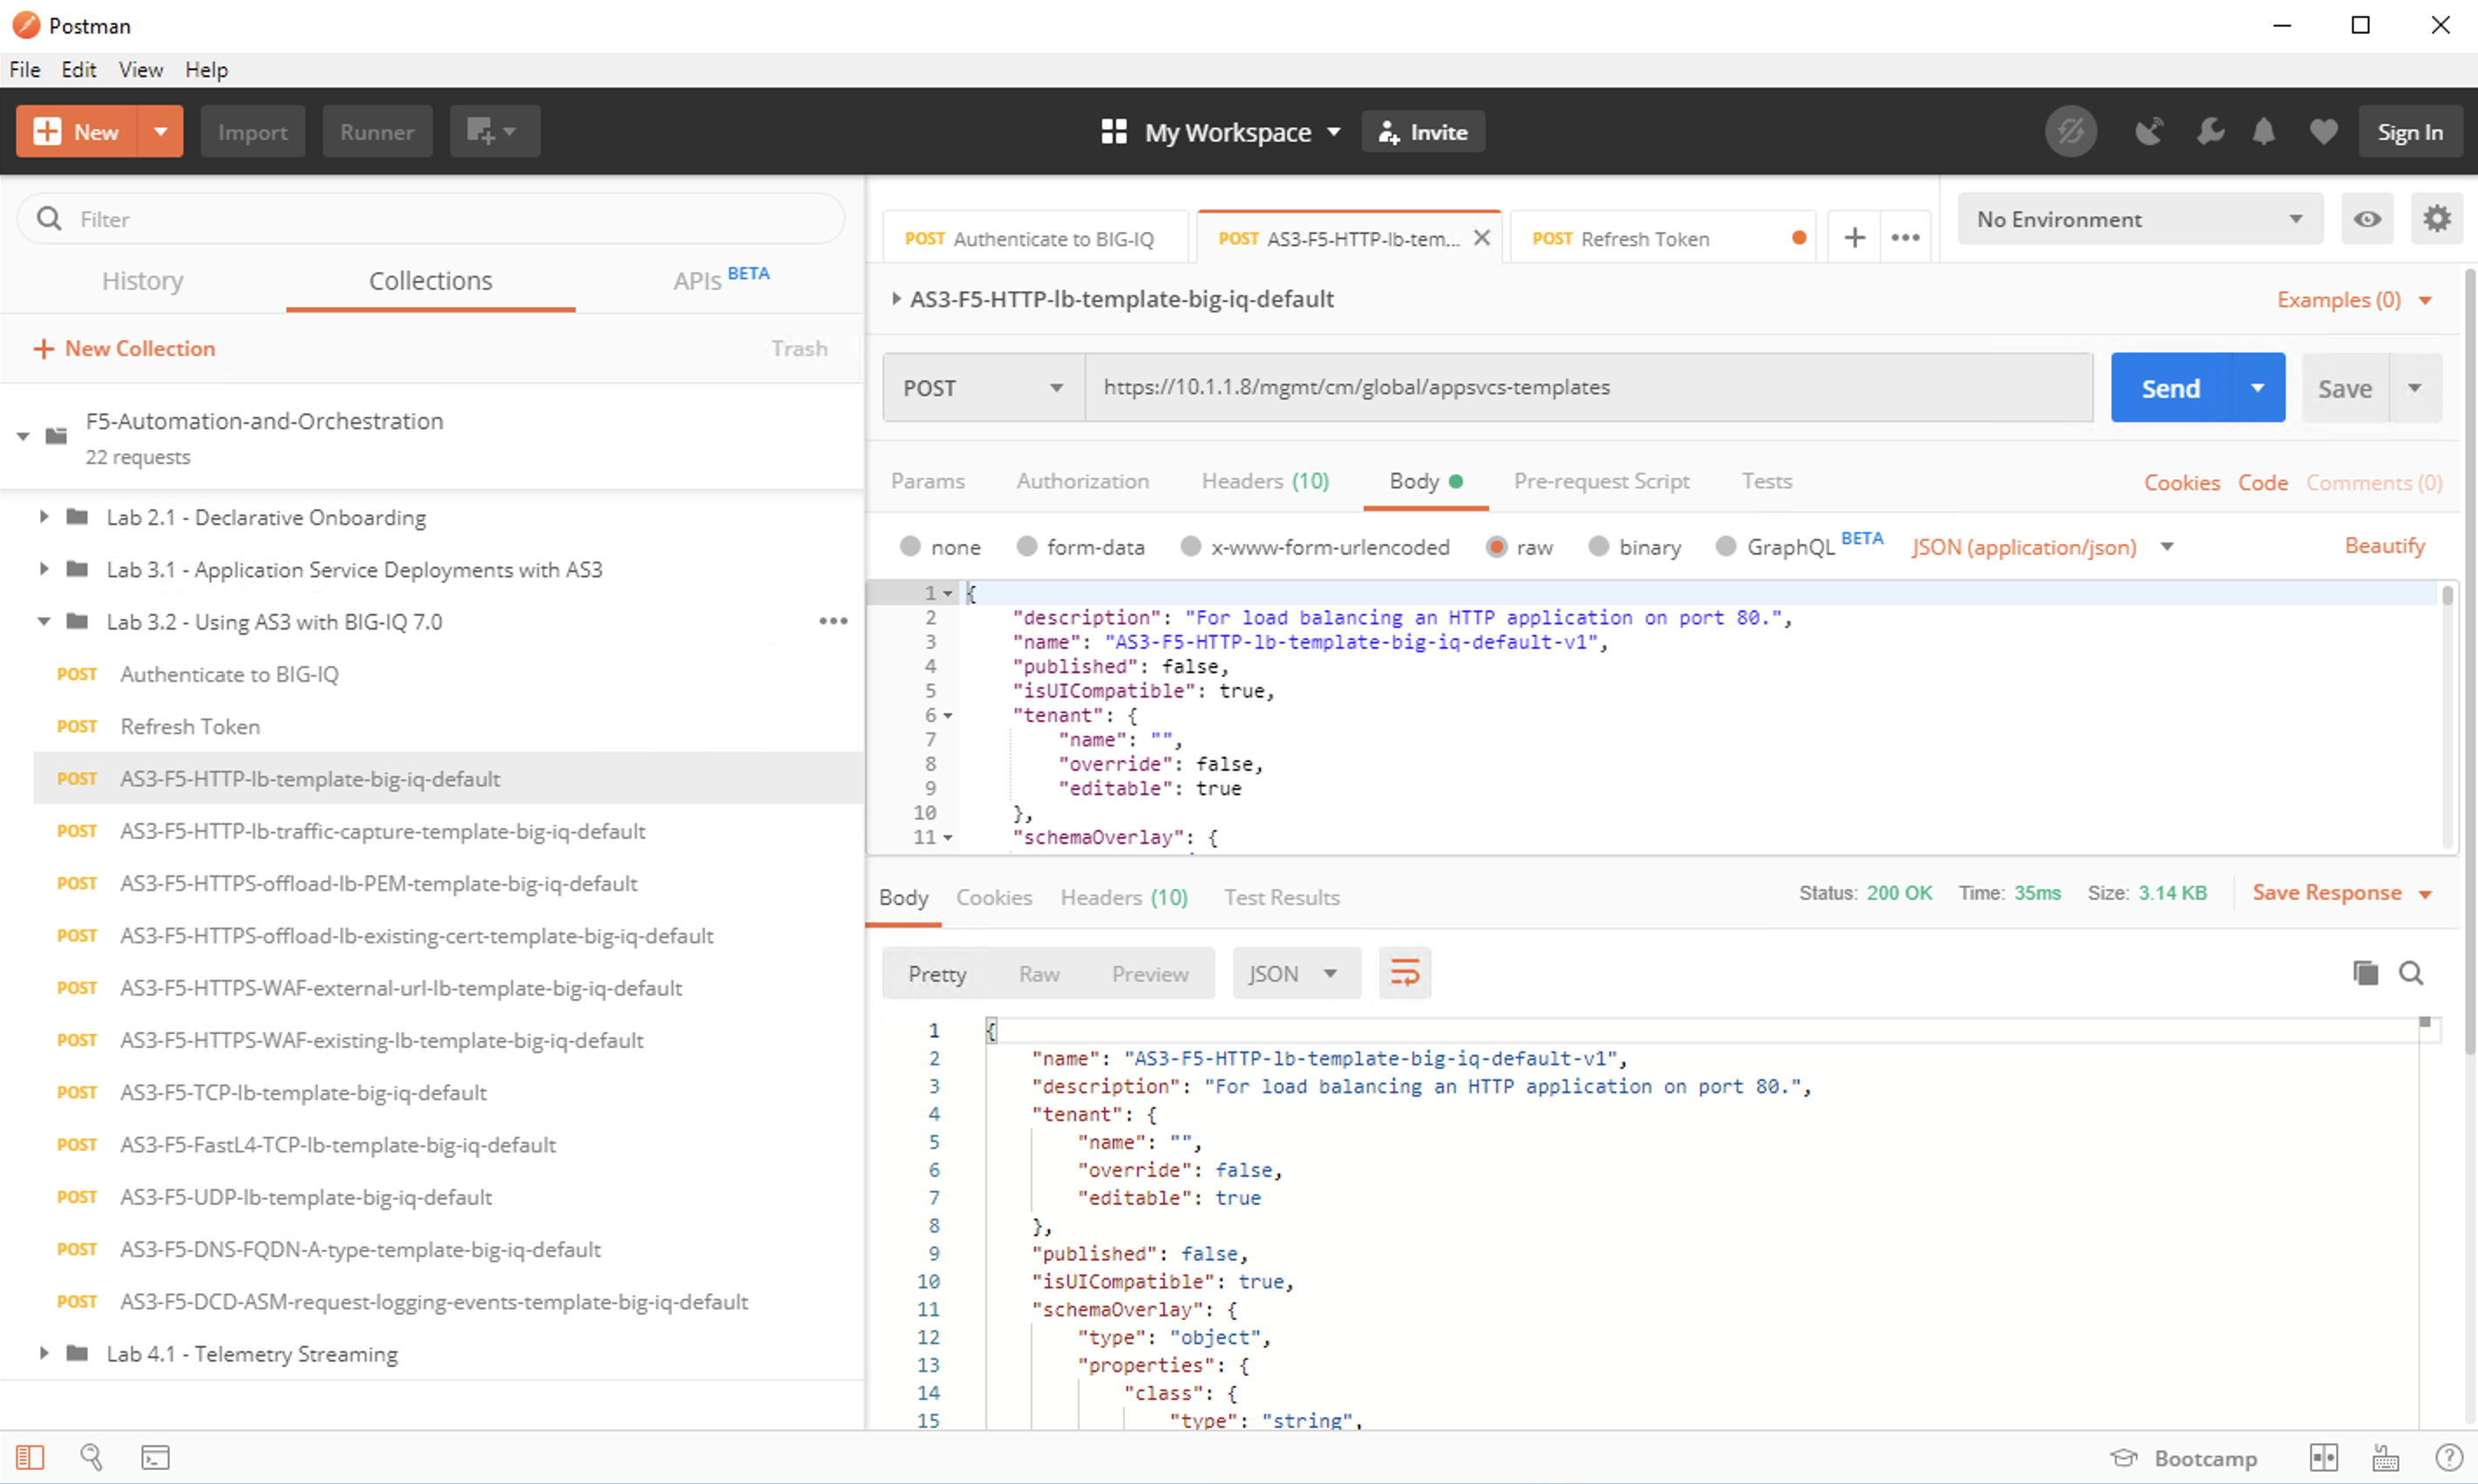 Postman
File Edit View Help
New Import Runner My Workspace Invite Sign In
Filter
History Collections APIs BETA
New Collection Trash
F5-Automation-and-Orchestration
22 requests
Lab 2.1 - Declarative Onboarding
Lab 3.1 - Application Service Deployments with AS3
Lab 3.2 - Using AS3 with BIG-IQ 7.0
POST Authenticate to BIG-IQ
POST Refresh Token
POST AS3-F5-HTTP-lb-template-big-iq-default
POST AS3-F5-HTTP-lb-traffic-capture-template-big-iq-default
POST AS3-F5-HTTPS-offload-lb-PEM-template-big-iq-default
POST AS3-F5-HTTPS-offload-lb-existing-cert-template-big-iq-default
POST AS3-F5-HTTPS-WAF-external-url-lb-template-big-iq-default
POST AS3-F5-HTTPS-WAF-existing-lb-template-big-iq-default
POST AS3-F5-TCP-lb-template-big-iq-default
POST AS3-F5-FastL4-TCP-lb-template-big-iq-default
POST AS3-F5-UDP-lb-template-big-iq-default
POST AS3-F5-DNS-FQDN-A-type-template-big-iq-default
POST AS3-F5-DCD-ASM-request-logging-events-template-big-iq-default
Lab 4.1 - Telemetry Streaming
POST Authenticate to BIG-IQ POST AS3-F5-HTTP-lb-tem... POST Refresh Token No Environment
AS3-F5-HTTP-lb-template-big-iq-default Examples (0)
POST https://10.1.1.8/mgmt/cm/global/appsvcs-templates Send Save
Params Authorization Headers (10) Body Pre-request Script Tests Cookies Code Comments (0)
none form-data x-www-form-urlencoded raw binary GraphQL BETA JSON (application/json) Beautify
1 {
2 "description": "For load balancing an HTTP application on port 80.",
3 "name": "AS3-F5-HTTP-lb-template-big-iq-default-v1",
4 "published": false,
5 "isUICompatible": true,
6 "tenant": {
7 "name": "",
8 "override": false,
9 "editable": true
10 },
11 "schemaOverlay": {
Body Cookies Headers (10) Test Results Status: 200 OK Time: 35ms Size: 3.14 KB Save Response
Pretty Raw Preview JSON
1 {
2 "name": "AS3-F5-HTTP-lb-template-big-iq-default-v1",
3 "description": "For load balancing an HTTP application on port 80.",
4 "tenant": {
5 "name": "",
6 "override": false,
7 "editable": true
8 },
9 "published": false,
10 "isUICompatible": true,
11 "schemaOverlay": {
12 "type": "object",
13 "properties": {
14 "class": {
15 "type": "string",
Bootcamp